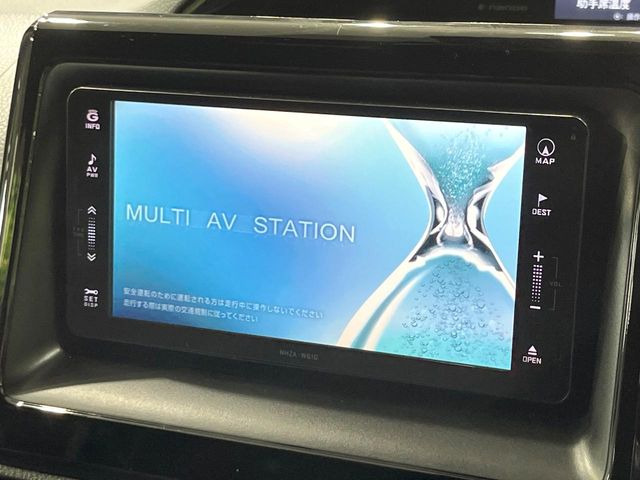 助手席温度
G
INFO
AV
PWR
SET
DISP
MULTI AV STATION
安全運転のために運転される方は走行中に操作しないでください
走行する際は実際の交通規制に従ってください
MAP
DEST
+
VOL
-
OPEN
NHZA-W61G